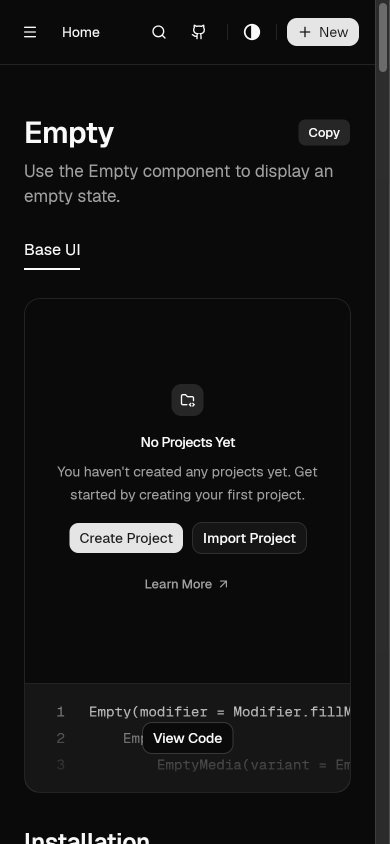 Home
New
Empty
Copy
Use the Empty component to display an
empty state.
Base UI
No Projects Yet
You haven't created any projects yet. Get
started by creating your first project.
Create Project
Import Project
Learn More
1 Empty(modifier = Modifier.fillM
2
View Code
3 EmptyMedia(variant = Em
Installation